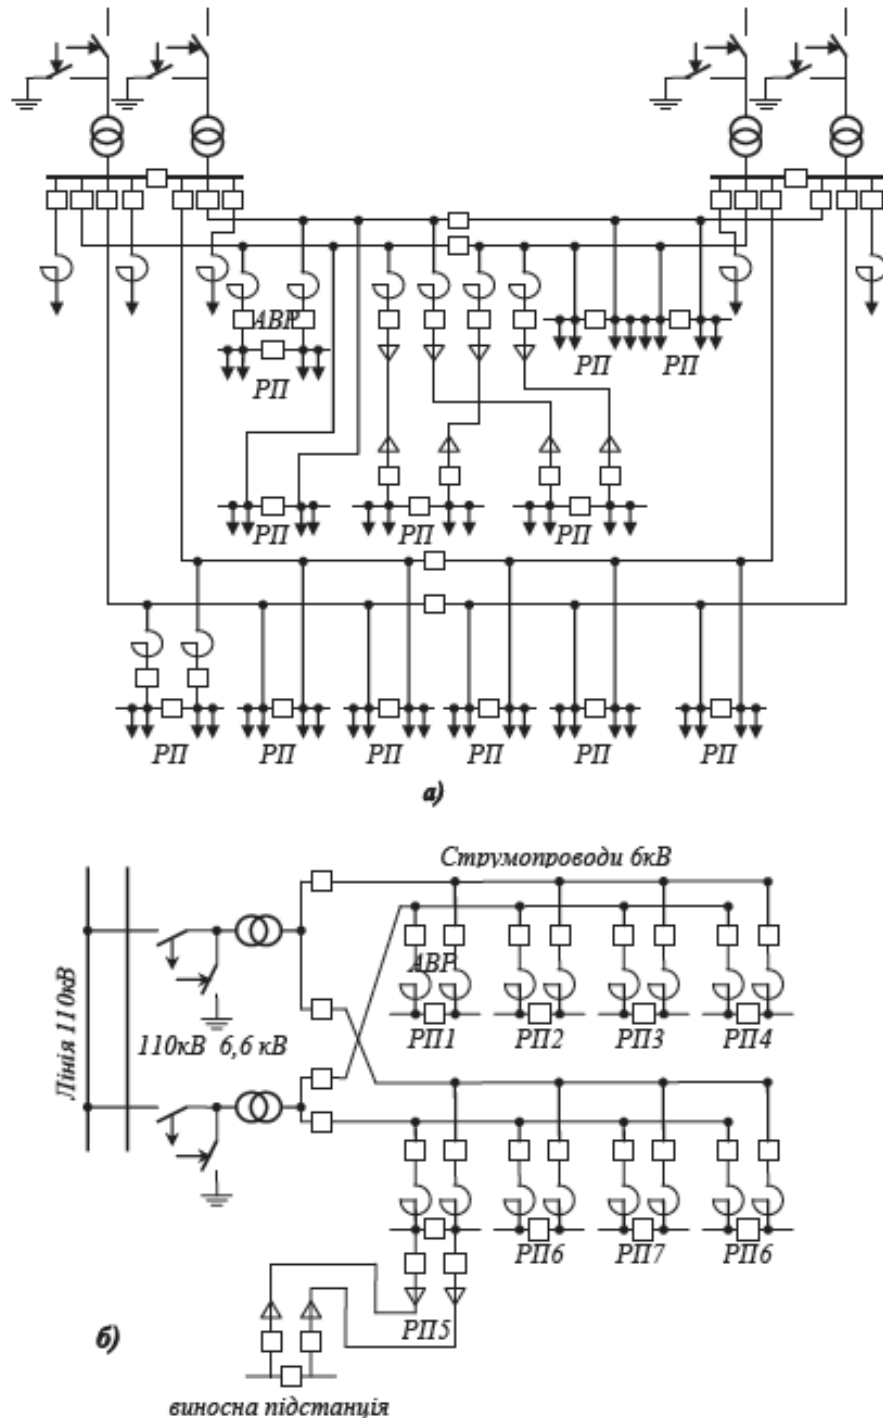 АВР
РП РП
РП
РП РП РП
РП РП РП РП РП РП
а)
Струмопроводи 6кВ
Лінія 110кВ
АВР
РП1 РП2 РП3 РП4
110кВ 6,6 кВ
РП6 РП7 РП6
РП5
б)
виносна підстанція